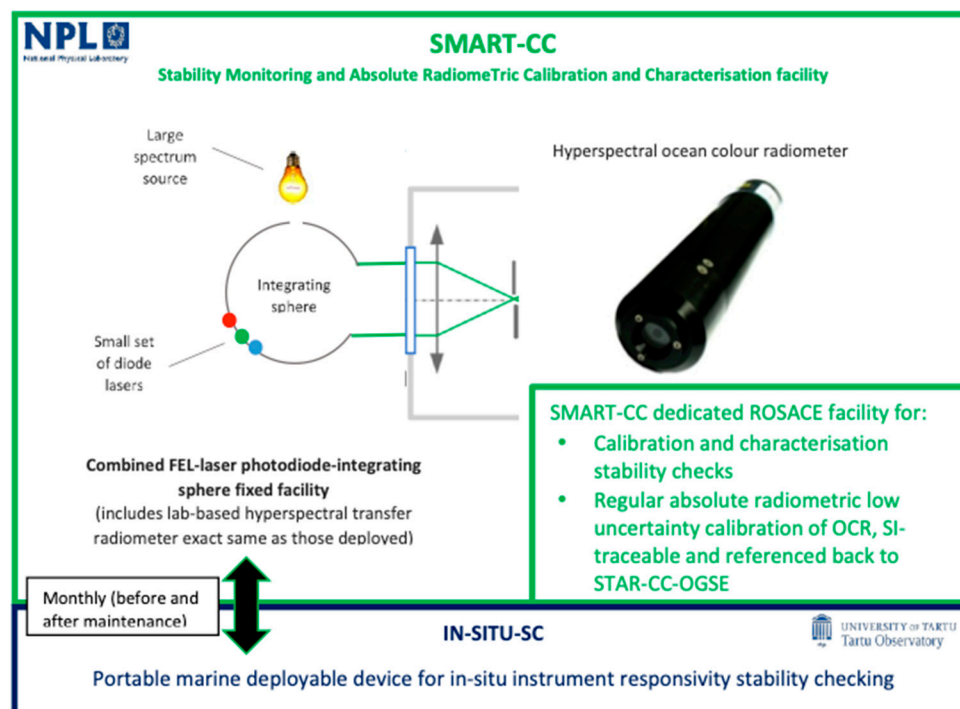 NPL
National Physical Laboratory
SMART-CC
Stability Monitoring and Absolute RadiomeTric Calibration and Characterisation facility
Large
spectrum
source
Hyperspectral ocean colour radiometer
Integrating
sphere
Small set
of diode
lasers
SMART-CC dedicated ROSACE facility for:
• Calibration and characterisation
stability checks
• Regular absolute radiometric low
uncertainty calibration of OCR, SI-
traceable and referenced back to
STAR-CC-OGSE
Combined FEL-laser photodiode-integrating
sphere fixed facility
(includes lab-based hyperspectral transfer
radiometer exact same as those deployed)
Monthly (before and
after maintenance)
IN-SITU-SC
UNIVERSITY OF TARTU
Tartu Observatory
Portable marine deployable device for in-situ instrument responsivity stability checking